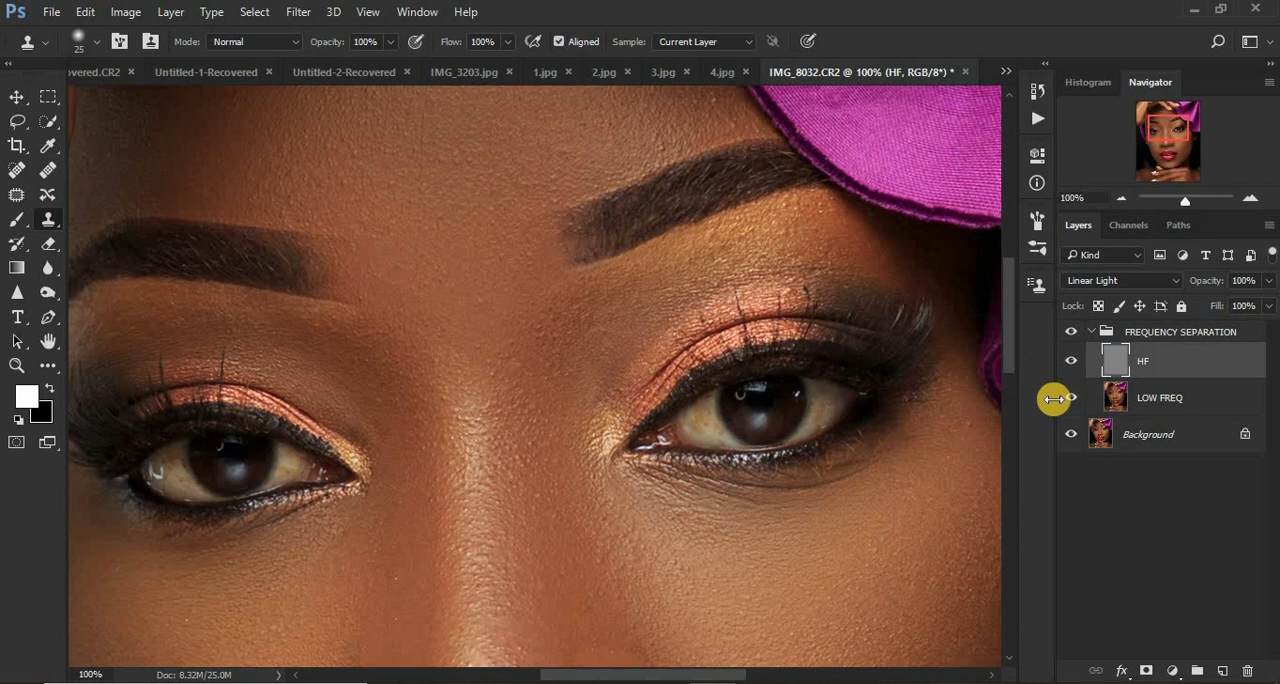 Ps File Edit Image Layer Type Select Filter 3D View Window Help
25 Mode: Normal Opacity: 100% Flow: 100% Aligned Sample: Current Layer
overed.CR2 × Untitled-1-Recovered × Untitled-2-Recovered × IMG_3203.jpg × 1.jpg × 2.jpg × 3.jpg × 4.jpg × IMG_8032.CR2 @ 100% (HF, RGB/8*) * ×
Histogram Navigator
100%
Layers Channels Paths
Kind
Linear Light Opacity: 100%
Lock: Fill: 100%
FREQUENCY SEPARATION
HF
LOW FREQ
Background
100% Doc: 8.32M/25.0M